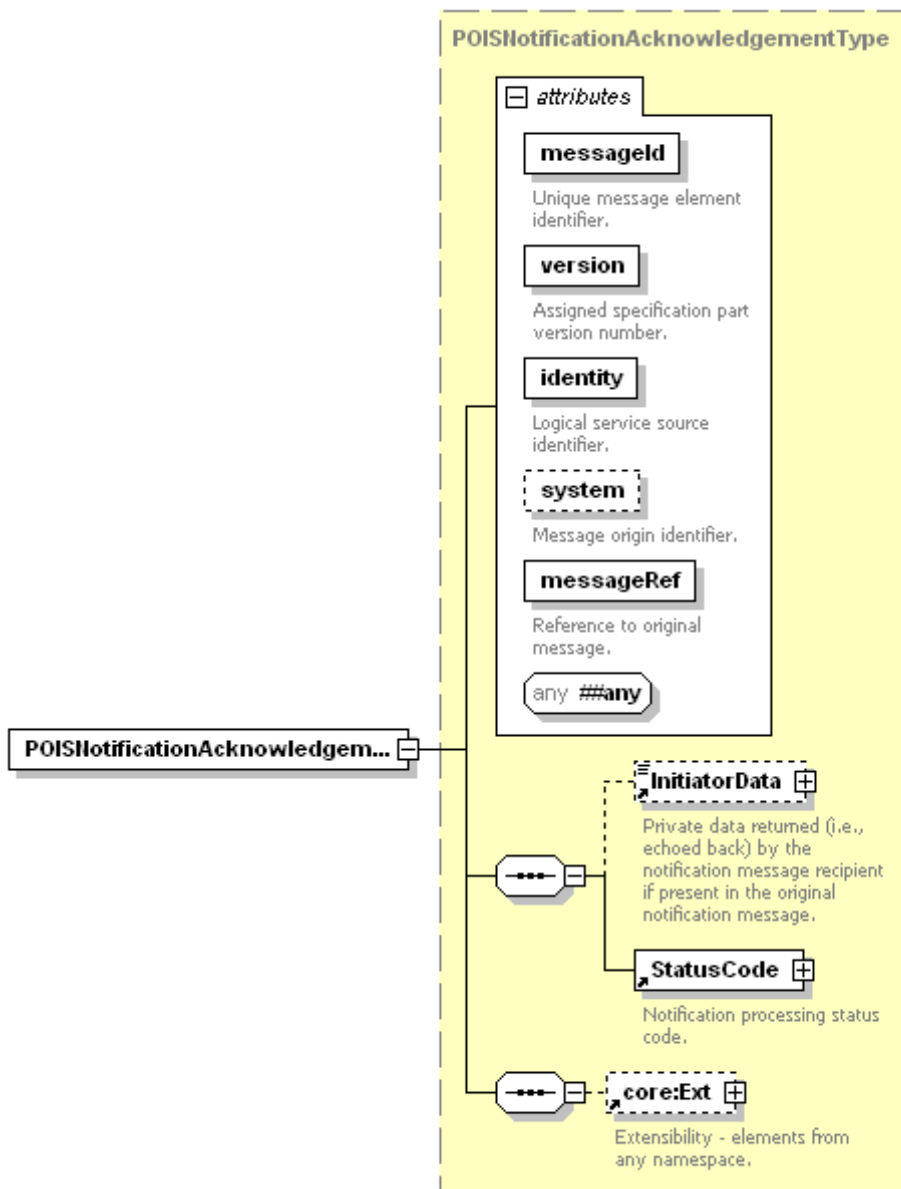 POISNotificationAcknowledgementType
attributes
messageId
Unique message element
identifier.
version
Assigned specification part
version number.
identity
Logical service source
identifier.
system
Message origin identifier.
messageRef
Reference to original
message.
any ##any
POISNotificationAcknowledgem...
InitiatorData
Private data returned (i.e.,
echoed back) by the
notification message recipient
if present in the original
notification message.
StatusCode
Notification processing status
code.
core:Ext
Extensibility - elements from
any namespace.